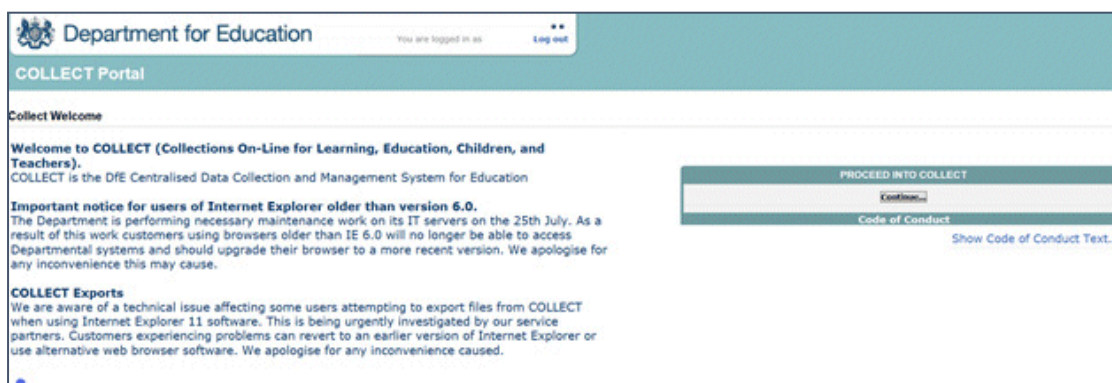 Department for Education
You are logged in as
Log out
COLLECT Portal
Collect Welcome
Welcome to COLLECT (Collections On-Line for Learning, Education, Children, and
Teachers).
COLLECT is the DfE Centralised Data Collection and Management System for Education
Important notice for users of Internet Explorer older than version 6.0.
The Department is performing necessary maintenance work on its IT servers on the 25th July. As a
result of this work customers using browsers older than IE 6.0 will no longer be able to access
Departmental systems and should upgrade their browser to a more recent version. We apologise for
any inconvenience this may cause.
COLLECT Exports
We are aware of a technical issue affecting some users attempting to export files from COLLECT
when using Internet Explorer 11 software. This is being urgently investigated by our service
partners. Customers experiencing problems can revert to an earlier version of Internet Explorer or
use alternative web browser software. We apologise for any inconvenience caused.
PROCEED INTO COLLECT
Continue...
Code of Conduct
Show Code of Conduct Text..